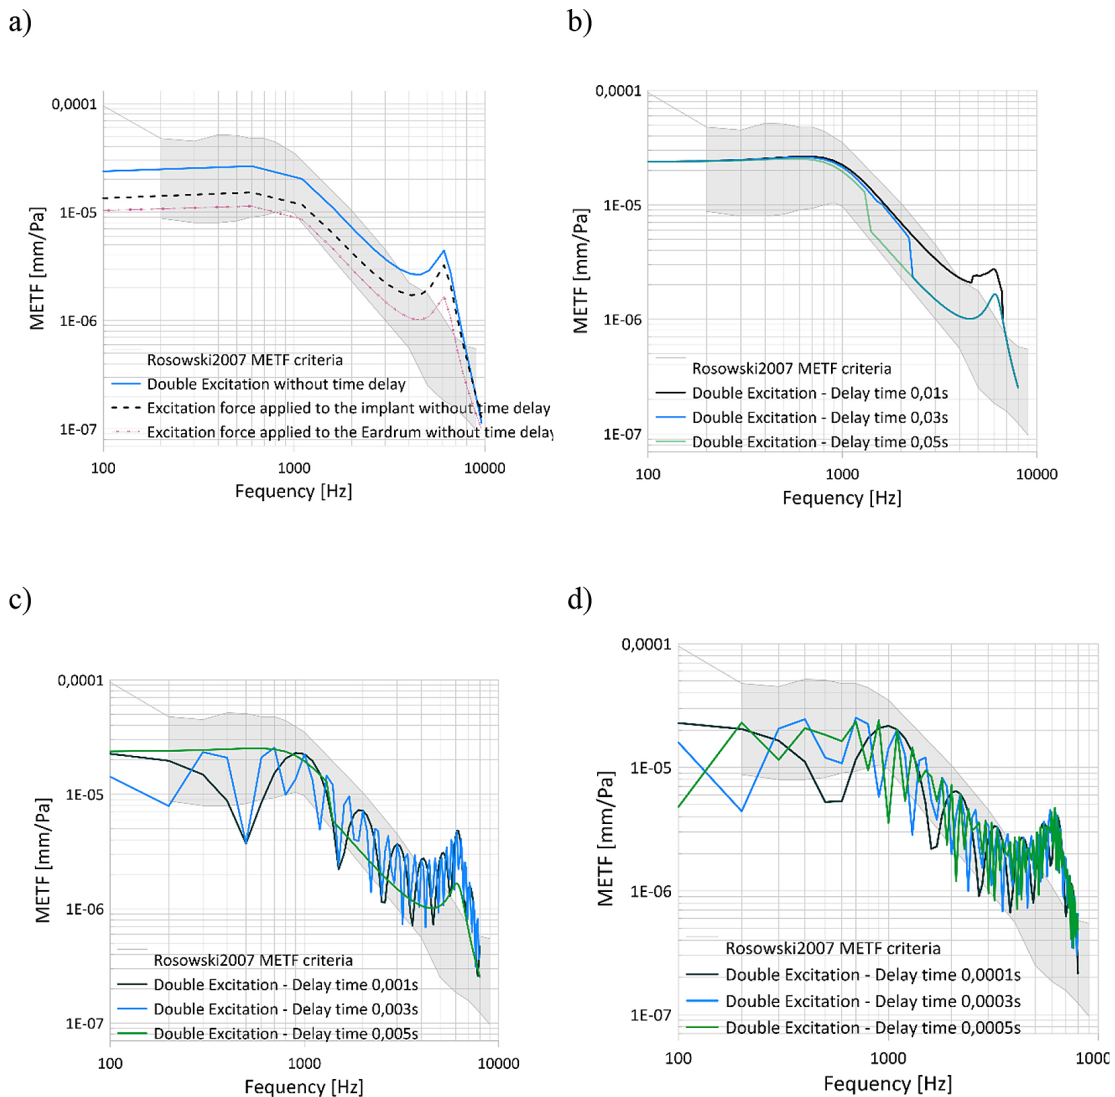 a)
0,0001
1E-05
1E-06
1E-07
METF [mm/Pa]
Rosowski2007 METF criteria
Double Excitation without time delay
Excitation force applied to the implant without time delay
Excitation force applied to the Eardrum without time delay
100
1000
10000
Fequency [Hz]
b)
0,0001
1E-05
1E-06
1E-07
METF [mm/Pa]
Rosowski2007 METF criteria
Double Excitation - Delay time 0,01s
Double Excitation - Delay time 0,03s
Double Excitation - Delay time 0,05s
100
1000
10000
Fequency [Hz]
c)
0,0001
1E-05
1E-06
1E-07
METF [mm/Pa]
Rosowski2007 METF criteria
Double Excitation - Delay time 0,001s
Double Excitation - Delay time 0,003s
Double Excitation - Delay time 0,005s
100
1000
10000
Fequency [Hz]
d)
0,0001
1E-05
1E-06
1E-07
METF [mm/Pa]
Rosowski2007 METF criteria
Double Excitation - Delay time 0,0001s
Double Excitation - Delay time 0,0003s
Double Excitation - Delay time 0,0005s
100
1000
10000
Fequency [Hz]